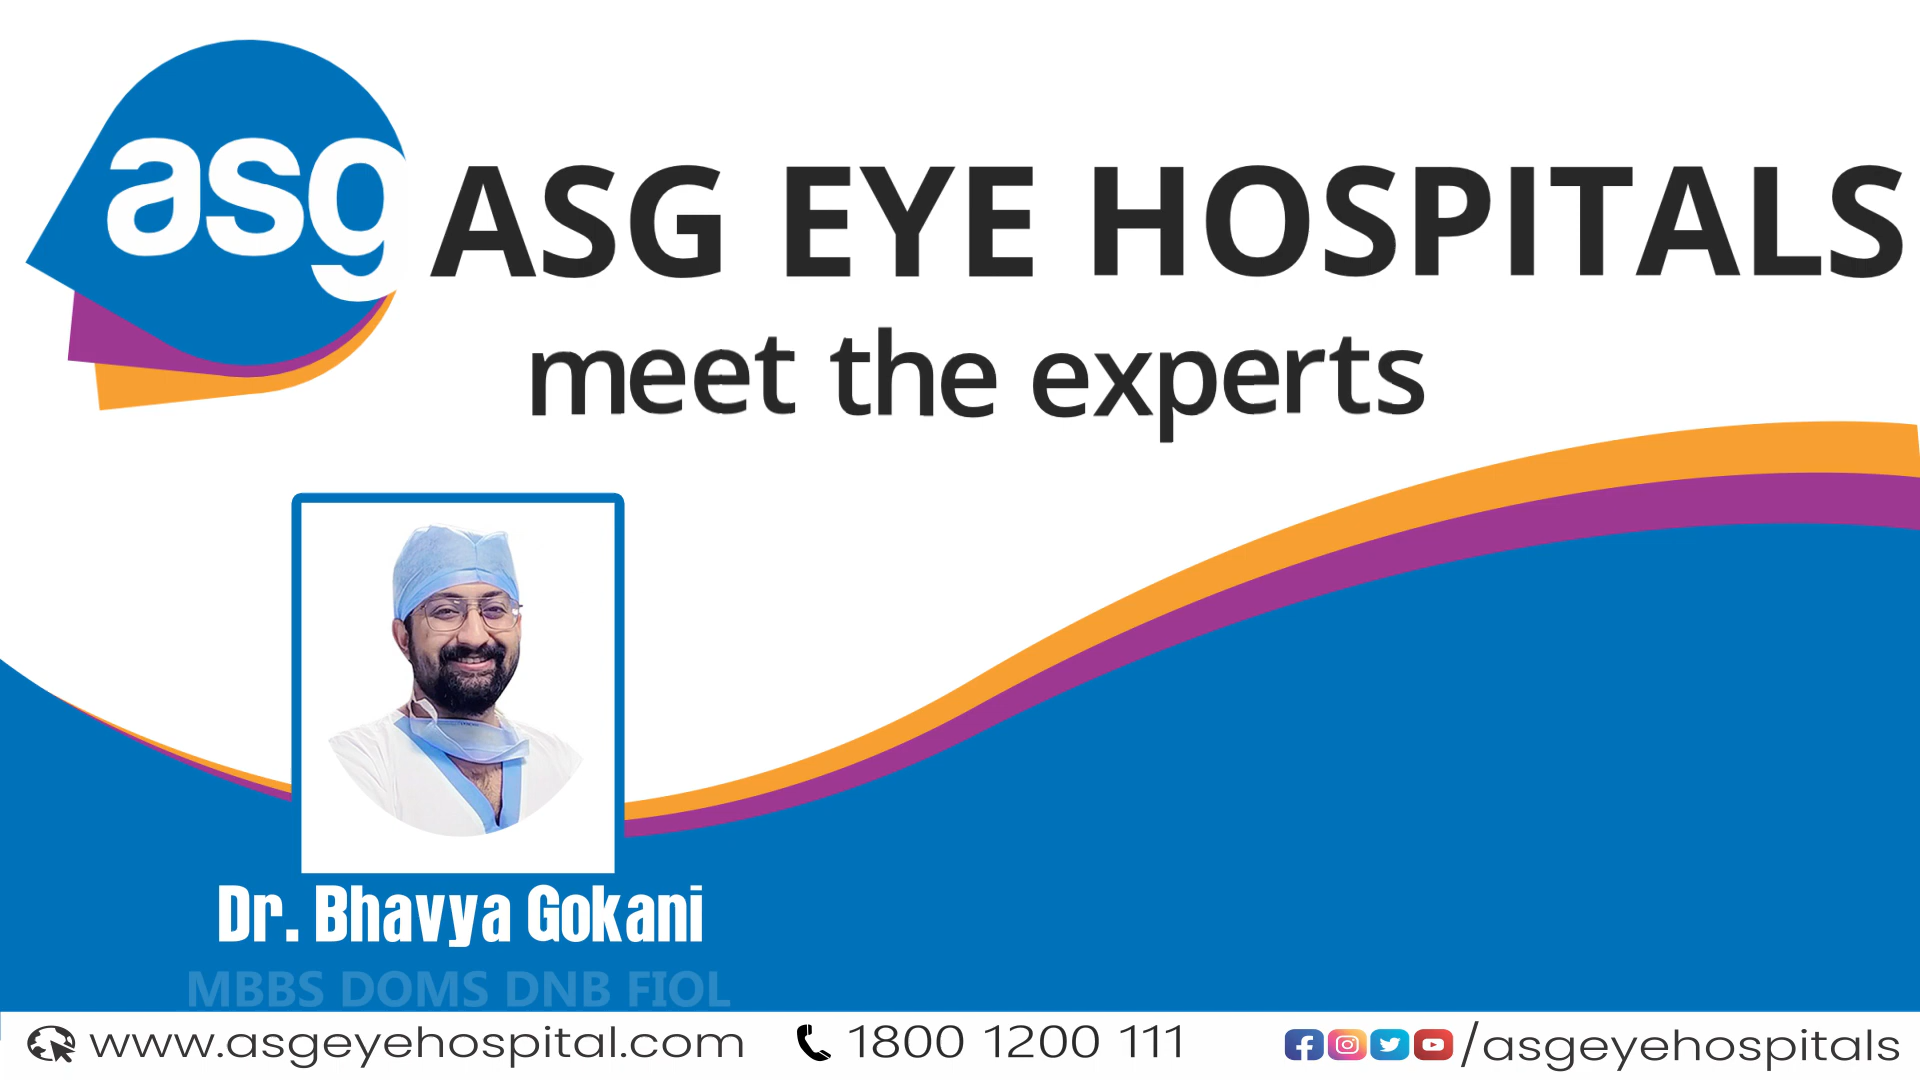 asg
ASG EYE HOSPITALS
meet the experts
Dr. Bhavya Gokani
MBBS DOMS DNB FIOL
www.asgeyehospital.com 1800 1200 111 /asgeyehospitals